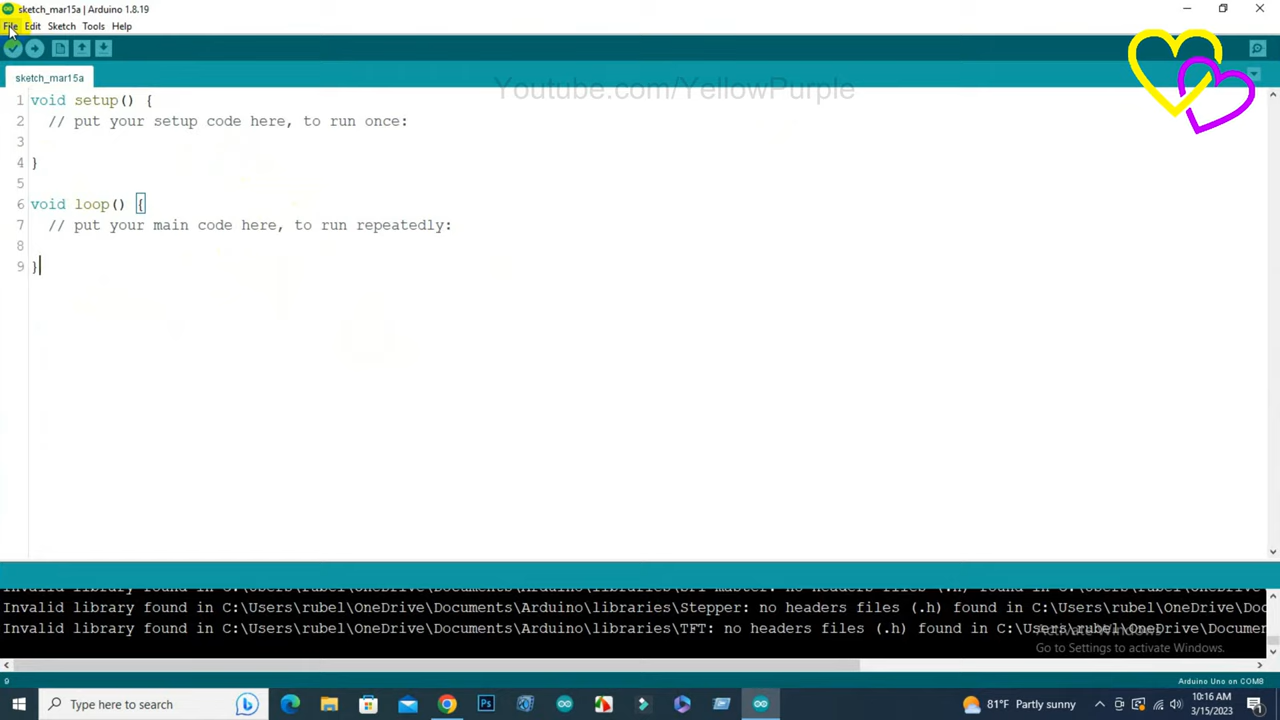 sketch_mar15a | Arduino 1.8.19
File Edit Sketch Tools Help
sketch_mar15a
Youtube.com/YellowPurple
1 void setup() {
2 // put your setup code here, to run once:
3
4 }
5
6 void loop() {
7 // put your main code here, to run repeatedly:
8
9 }
Invalid library found in C:\Users\rubel\OneDrive\Documents\Arduino\libraries\Stepper: no headers files (.h) found in C:\Users\rubel\OneDrive\Doc
Invalid library found in C:\Users\rubel\OneDrive\Documents\Arduino\libraries\TFT: no headers files (.h) found in C:\Users\rubel\OneDrive\Documen
Activate Windows
Go to Settings to activate Windows.
9 Arduino Uno on COM8
Type here to search
81°F Partly sunny
10:16 AM
3/15/2023
1